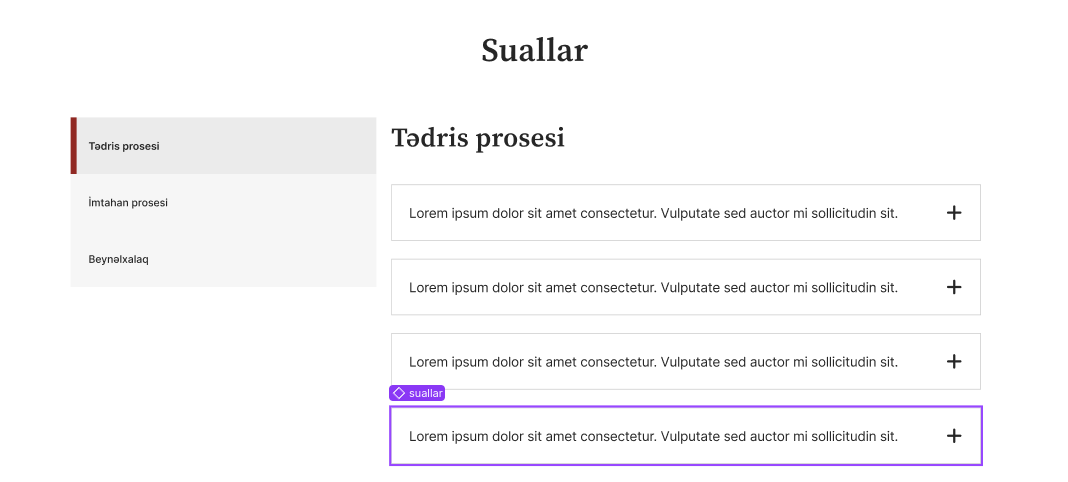 Suallar
Tədris prosesi
İmtahan prosesi
Beynəlxalaq
Tədris prosesi
Lorem ipsum dolor sit amet consectetur. Vulputate sed auctor mi sollicitudin sit.
Lorem ipsum dolor sit amet consectetur. Vulputate sed auctor mi sollicitudin sit.
Lorem ipsum dolor sit amet consectetur. Vulputate sed auctor mi sollicitudin sit.
suallar
Lorem ipsum dolor sit amet consectetur. Vulputate sed auctor mi sollicitudin sit.